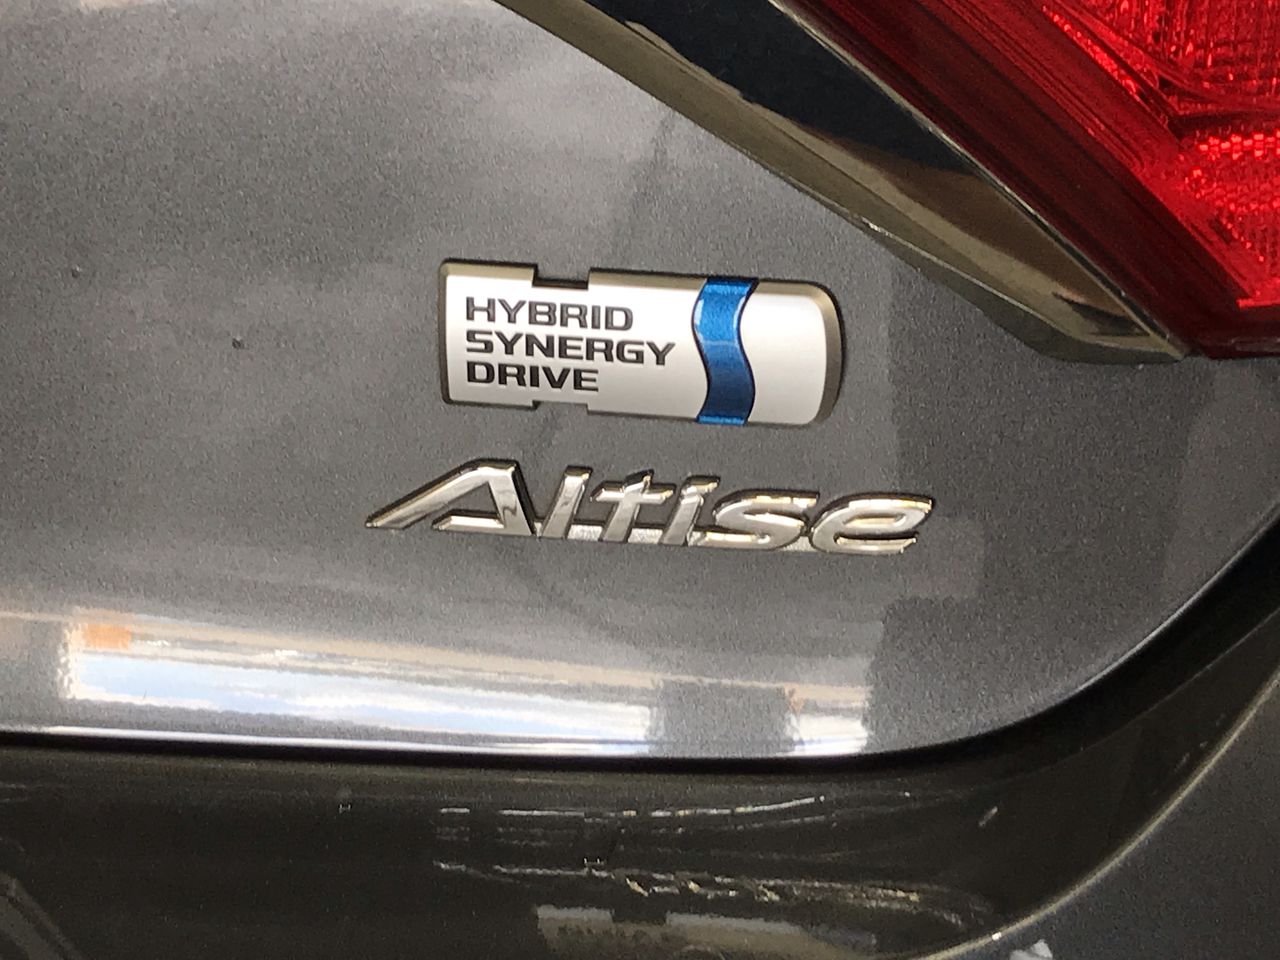 HYBRID
SYNERGY
DRIVE
Altise